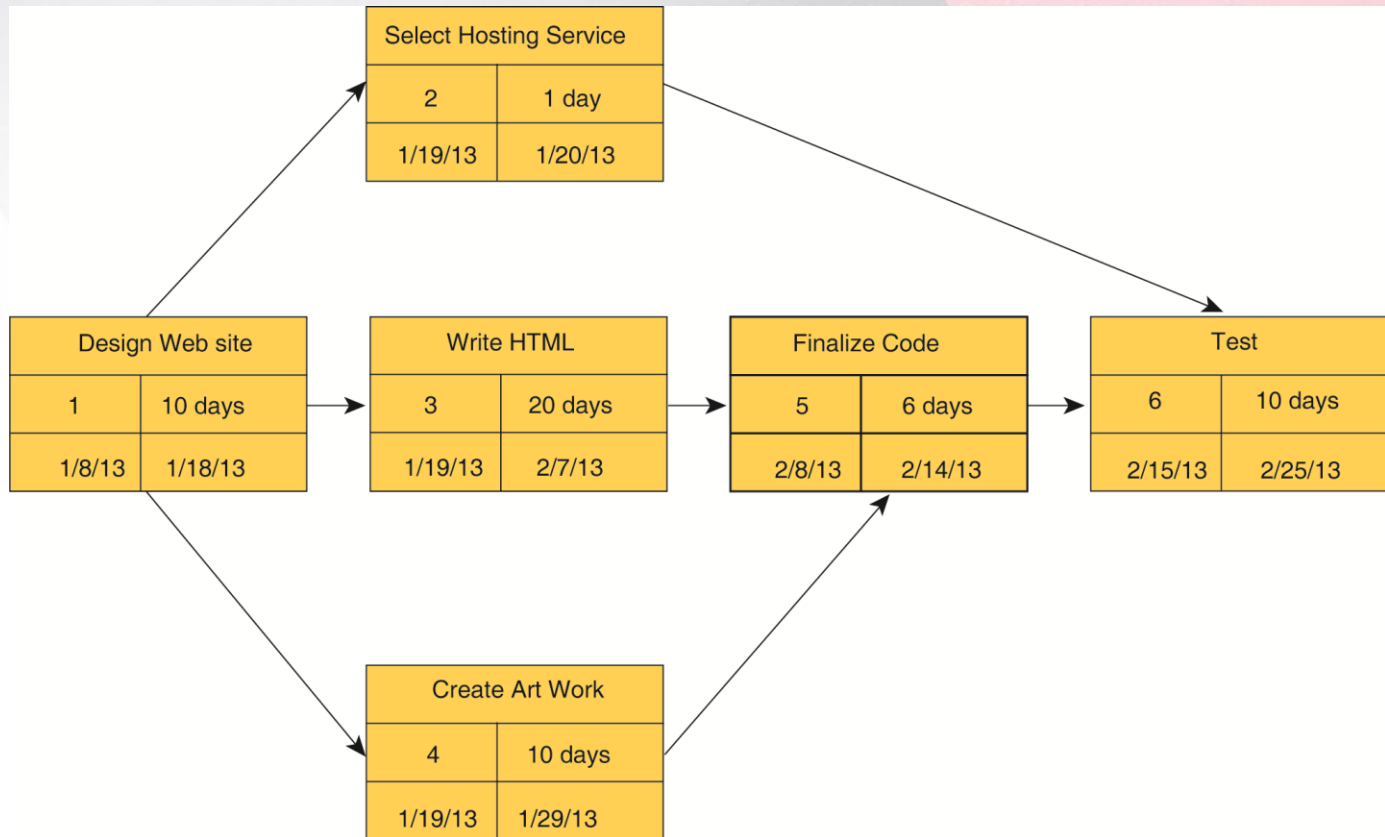 Select Hosting Service
2 1 day
1/19/13 1/20/13
Design Web site
1 10 days
1/8/13 1/18/13
Write HTML
3 20 days
1/19/13 2/7/13
Finalize Code
5 6 days
2/8/13 2/14/13
Test
6 10 days
2/15/13 2/25/13
Create Art Work
4 10 days
1/19/13 1/29/13